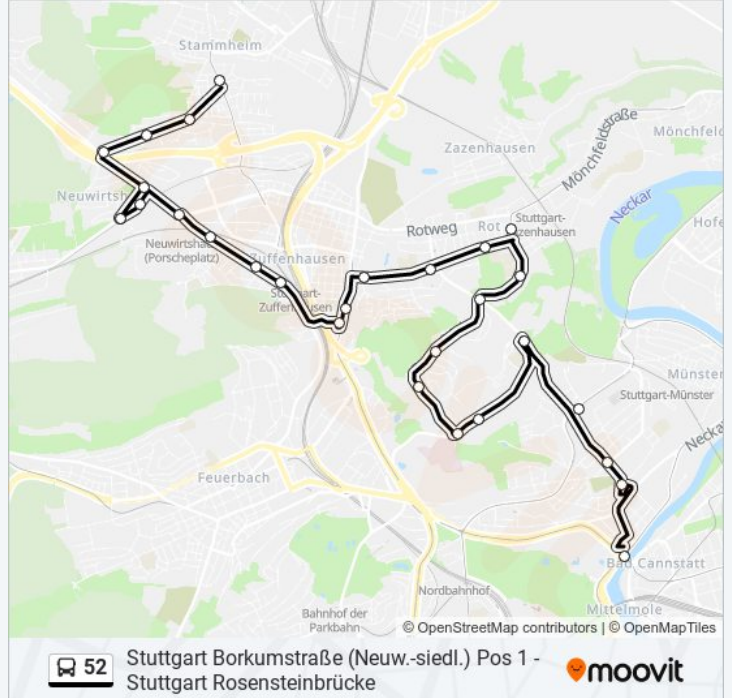 Stammheim
Mönchfeldstraße
Mönchfeld
Zazenhausen
Neckar
Neuwirtsh
Rotweg
Rot
Stuttgart-
zenhausen
Hofe
Neuwirtshau
(Porscheplatz)
Zuffenhausen
Stuttgart-
Zuffenhausen
Münster
Stuttgart-Münster
Neckar
Feuerbach
Bad Cannstatt
Nordbahnhof
Mittelmole
Bahnhof der
Parkbahn
© OpenStreetMap contributors | © OpenMapTiles
52
Stuttgart Borkumstraße (Neuw.-siedl.) Pos 1 -
Stuttgart Rosensteinbrücke
moovit